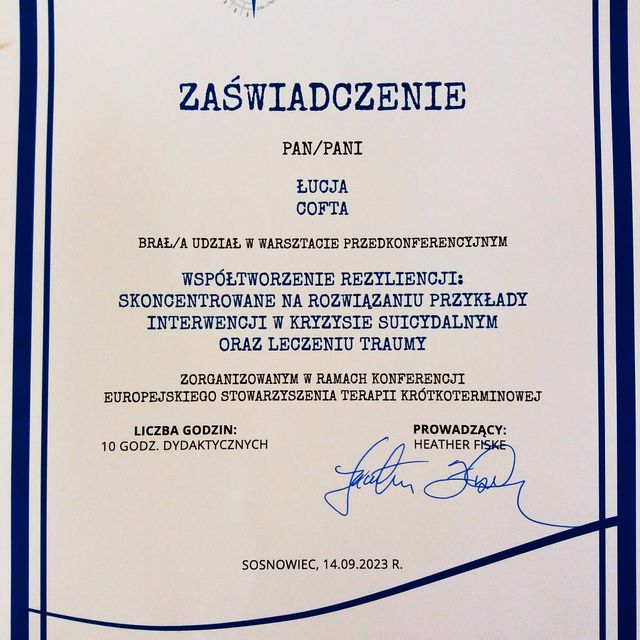 ZAŚWIADCZENIE
PAN/PANI
ŁUCJA
COFTA
BRAŁ/A UDZIAŁ W WARSZTACIE PRZEDKONFERENCYJNYM
WSPÓŁTWORZENIE REZYLIENCJI:
SKONCENTROWANE NA ROZWIĄZANIU PRZYKŁADY
INTERWENCJI W KRYZYSIE SUICYDALNYM
ORAZ LECZENIU TRAUMY
ZORGANIZOWANYM W RAMACH KONFERENCJI
EUROPEJSKIEGO STOWARZYSZENIA TERAPII KRÓTKOTERMINOWEJ
LICZBA GODZIN:
10 GODZ. DYDAKTYCZNYCH
PROWADZĄCY:
HEATHER FISKE
Heather Fiske
SOSNOWIEC, 14.09.2023 R.